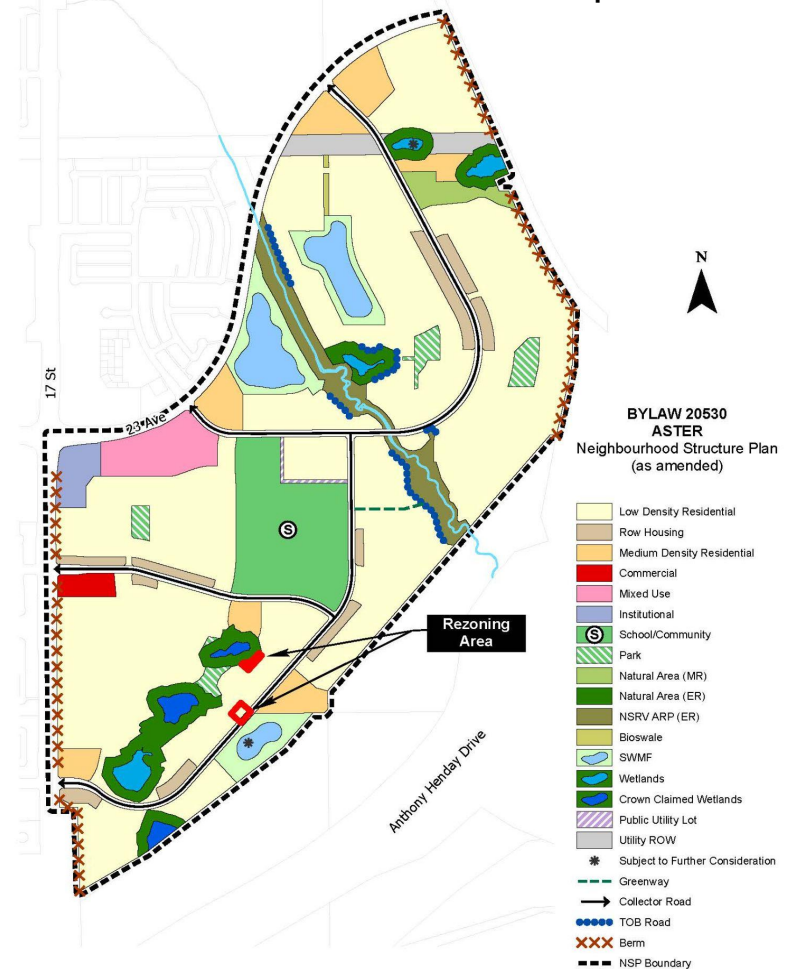 N
17 St
23 Ave
BYLAW 20530
ASTER
Neighbourhood Structure Plan
(as amended)
Low Density Residential
Row Housing
Medium Density Residential
Commercial
Mixed Use
Institutional
S
School/Community
Park
Natural Area (MR)
Natural Area (ER)
NSRV ARP (ER)
Bioswale
SWMF
Wetlands
Crown Claimed Wetlands
Public Utility Lot
Utility ROW
Subject to Further Consideration
Greenway
Collector Road
TOB Road
Berm
NSP Boundary
S
Rezoning
Area
Anthony Henday Drive